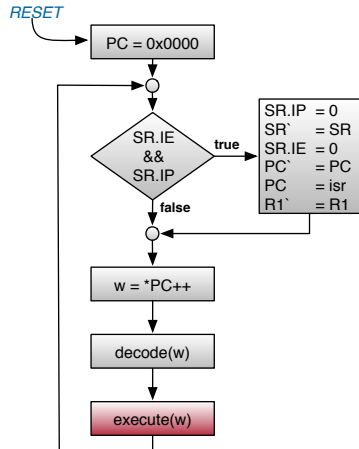 RESET
PC = 0x0000
SR.IE
&&
SR.IP
true
false
SR.IP = 0
SR` = SR
SR.IE = 0
PC` = PC
PC = isr
R1` = R1
w = *PC++
decode(w)
execute(w)